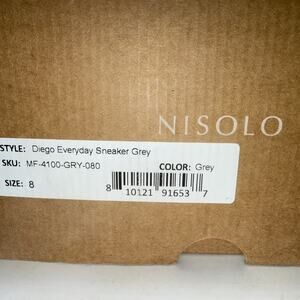 NISOLO
STYLE: Diego Everyday Sneaker Grey
SKU: MF-4100-GRY-080 COLOR: Grey
SIZE: 8
8 10121 91653 7